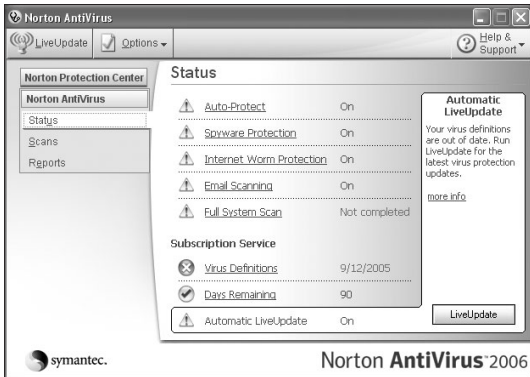 Norton AntiVirus
LiveUpdate Options Help & Support
Norton Protection Center
Norton AntiVirus
Status
Scans
Reports
Status
Auto-Protect On
Spyware Protection On
Internet Worm Protection On
Email Scanning On
Full System Scan Not completed
Subscription Service
Virus Definitions 9/12/2005
Days Remaining 90
Automatic LiveUpdate On
Automatic
LiveUpdate
Your virus definitions
are out of date. Run
LiveUpdate for the
latest virus protection
updates.
more info
LiveUpdate
symantec.
Norton AntiVirus 2006